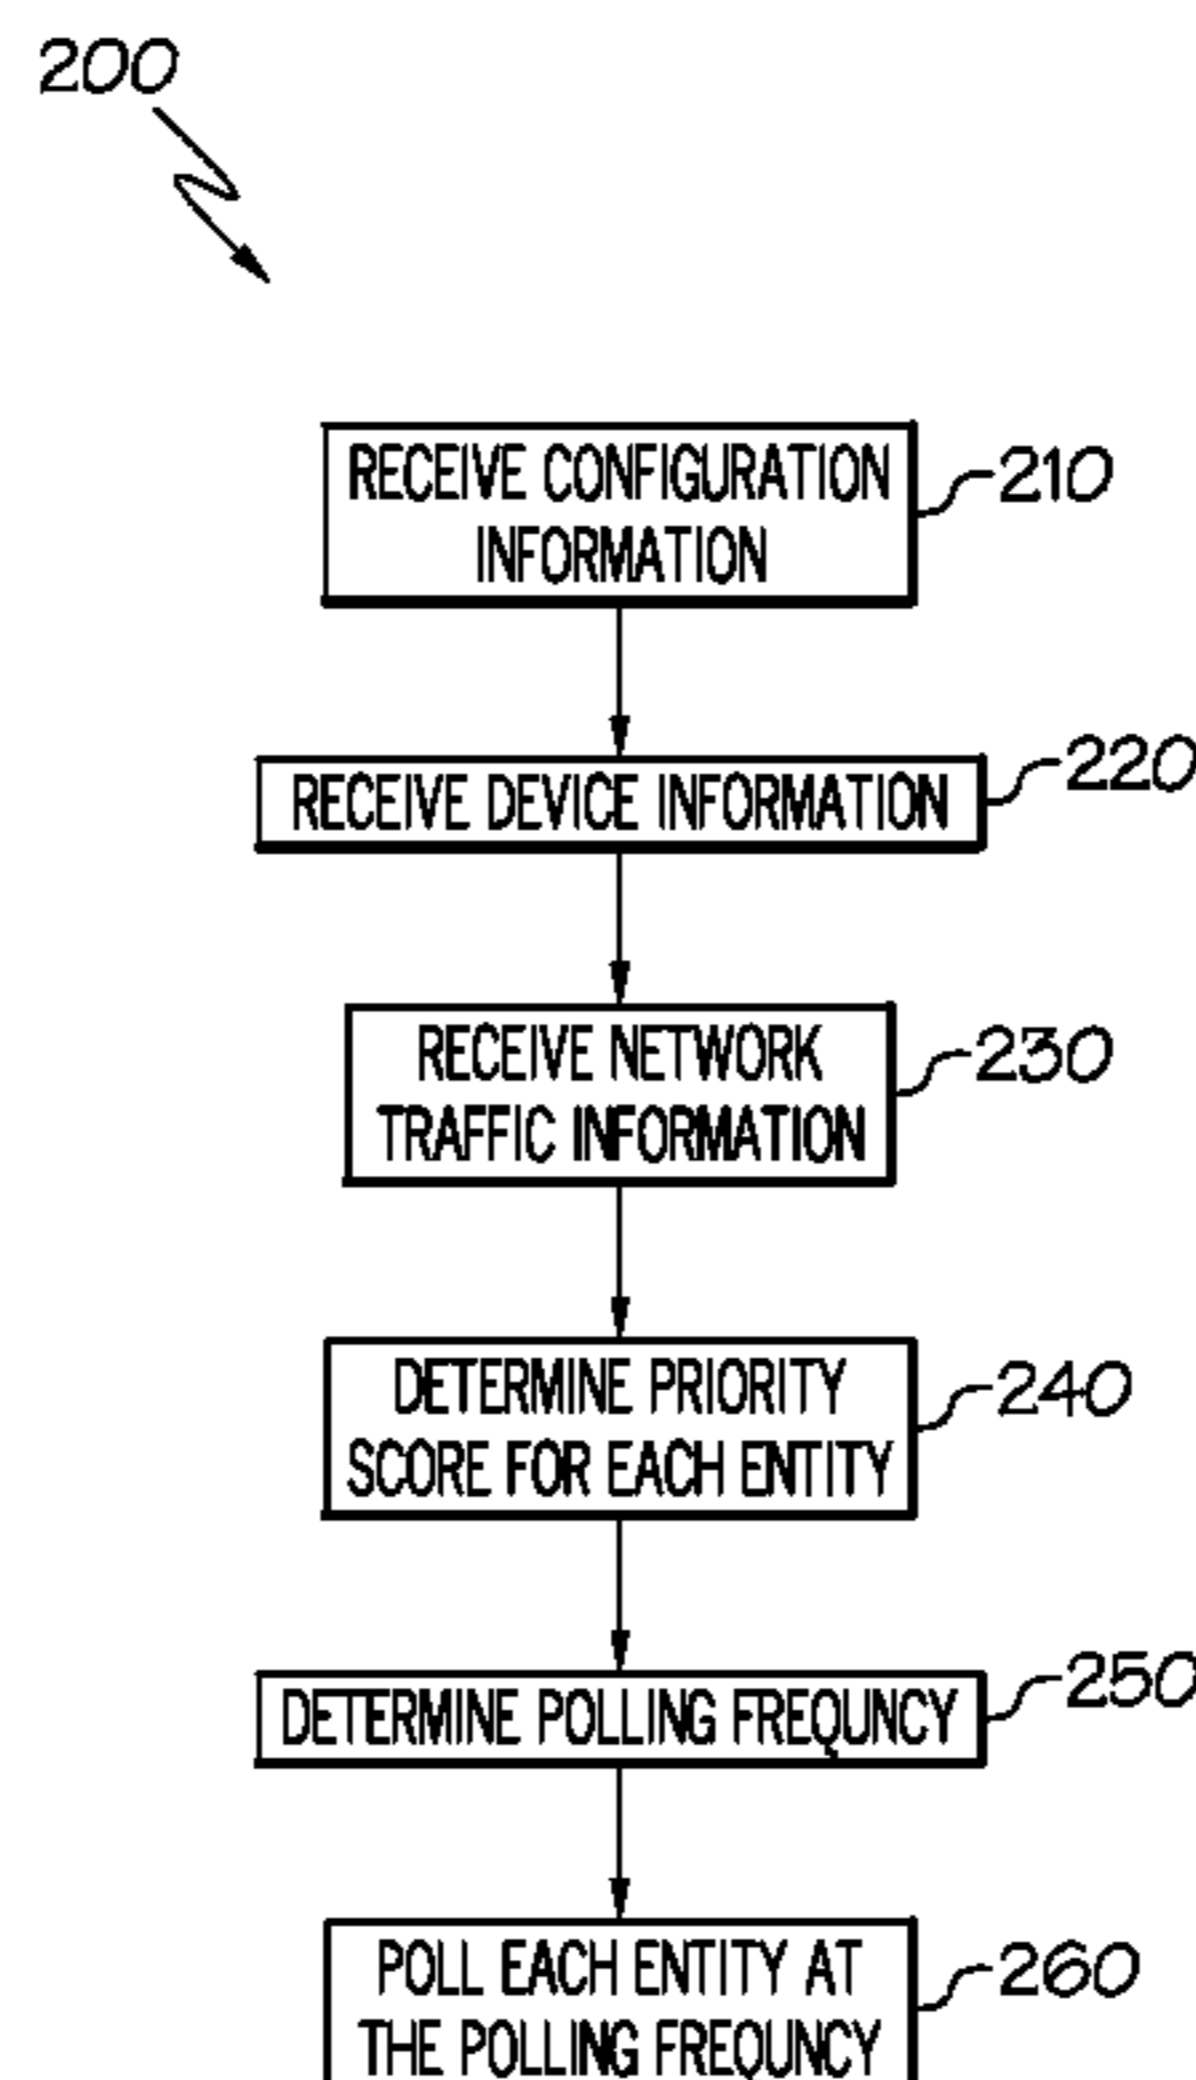 200
RECEIVE CONFIGURATION
INFORMATION
210
RECEIVE DEVICE INFORMATION
220
RECEIVE NETWORK
TRAFFIC INFORMATION
230
DETERMINE PRIORITY
SCORE FOR EACH ENTITY
240
DETERMINE POLLING FREQUNCY
250
POLL EACH ENTITY AT
THE POLLING FREQUNCY
260